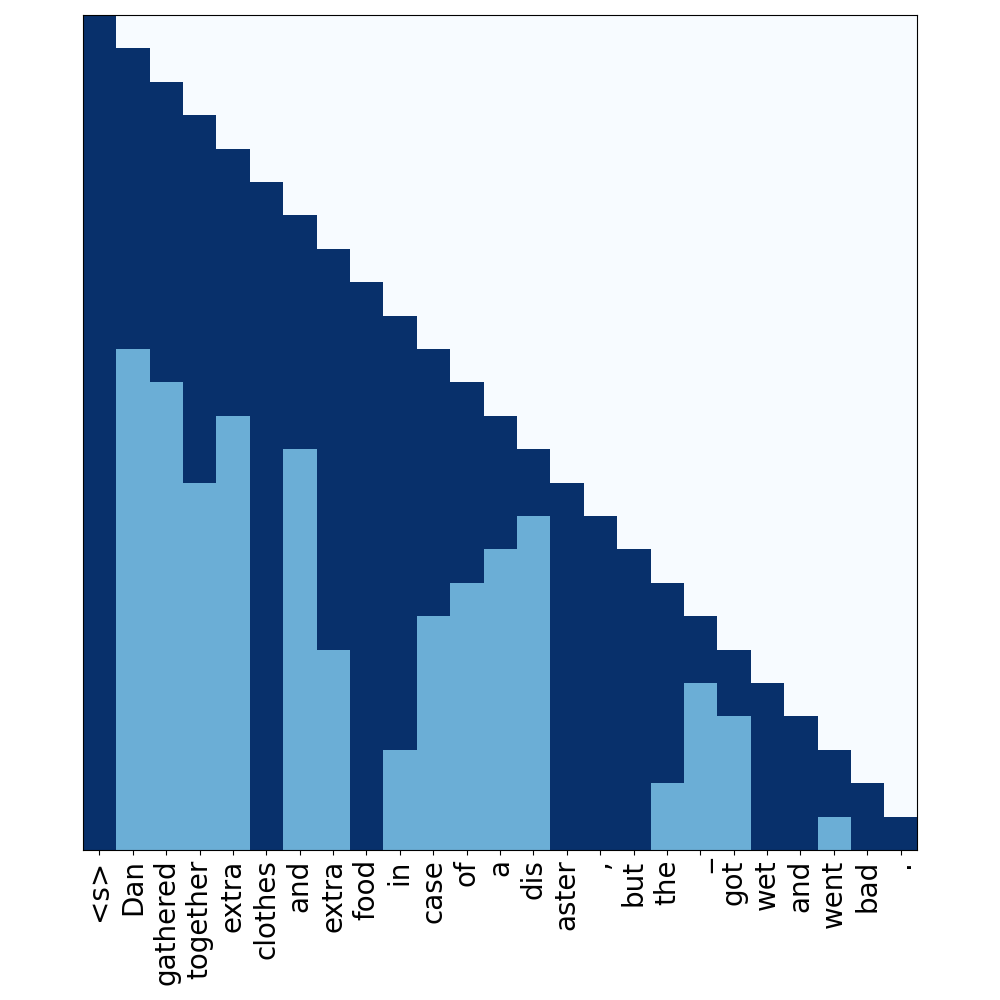 <s> Dan gathered together extra clothes and extra food in case of a dis aster , but the _ got wet and went bad .